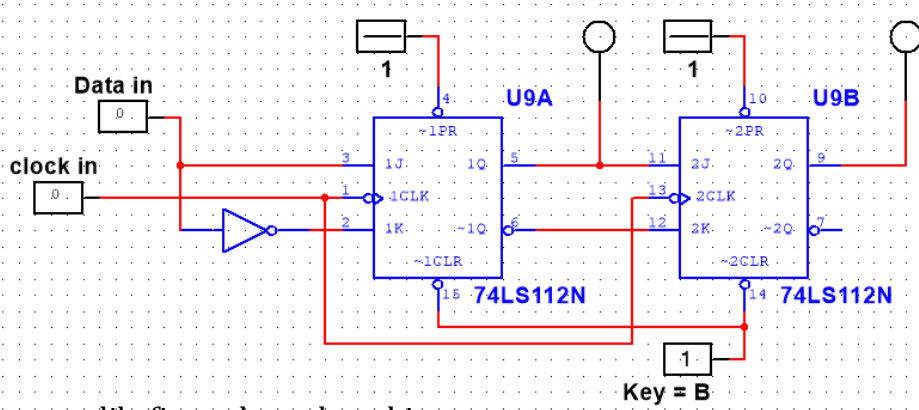 1
1
Data in
U9A
U9B
0
4
10
~1PR
~2PR
clock in
3
1J
1Q
5
11
2J
2Q
9
0
1
1CLK
13
2CLK
2
1K
~1Q
6
12
2K
~2Q
7
~1CLR
~2CLR
15
74LS112N
14
74LS112N
1
Key = B